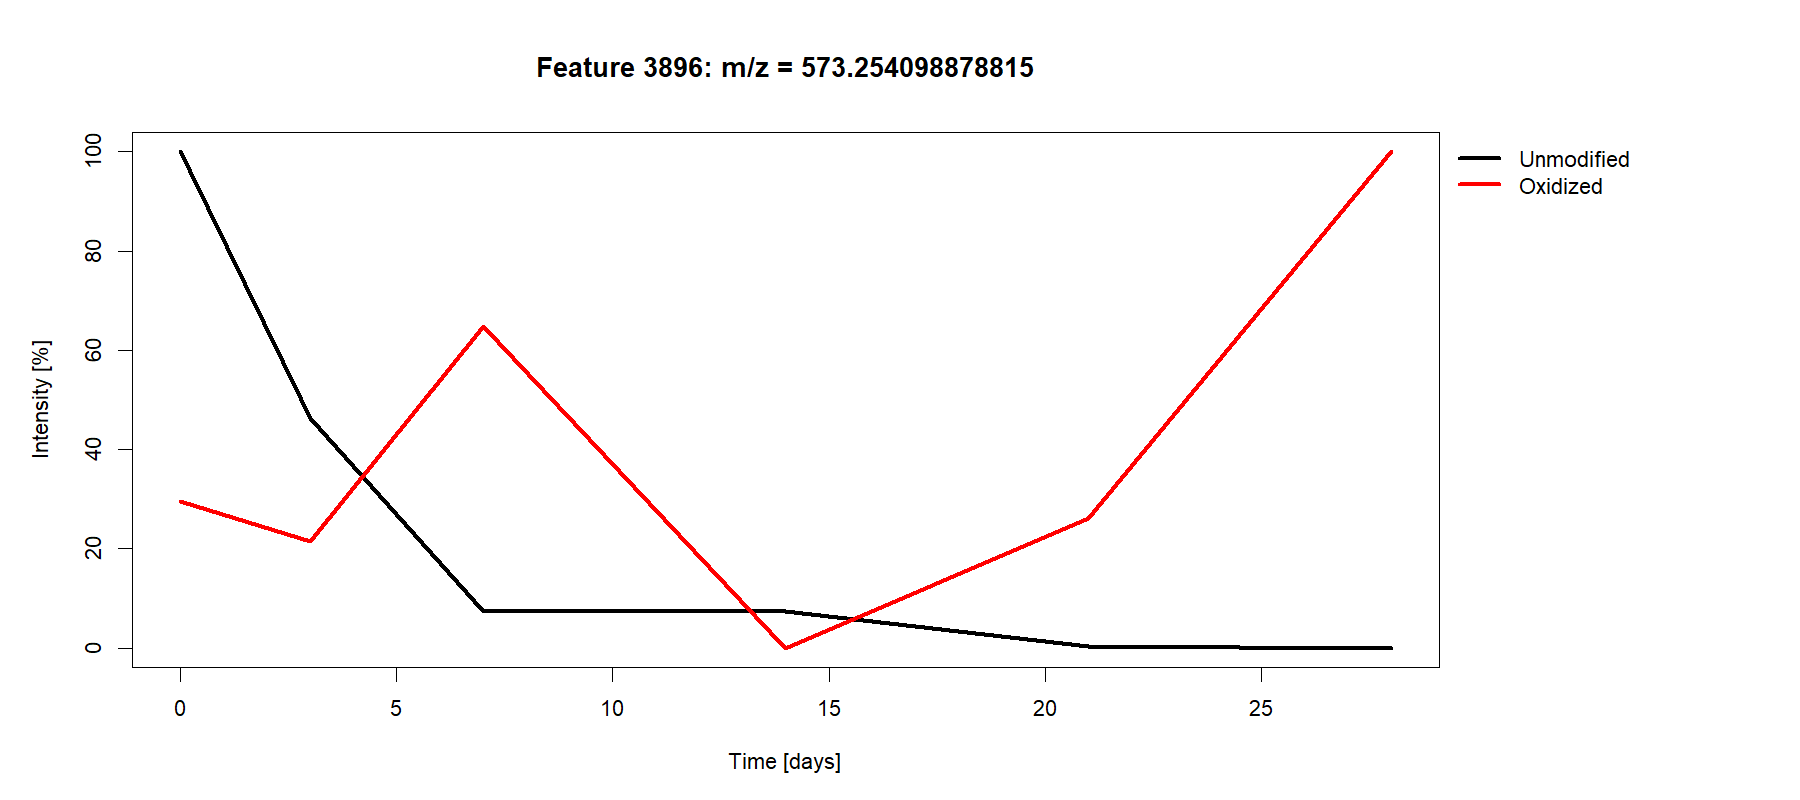 Feature 3896: m/z = 573.254098878815
Unmodified
Oxidized
Intensity [%]
100
80
60
40
20
0
0 5 10 15 20 25
Time [days]